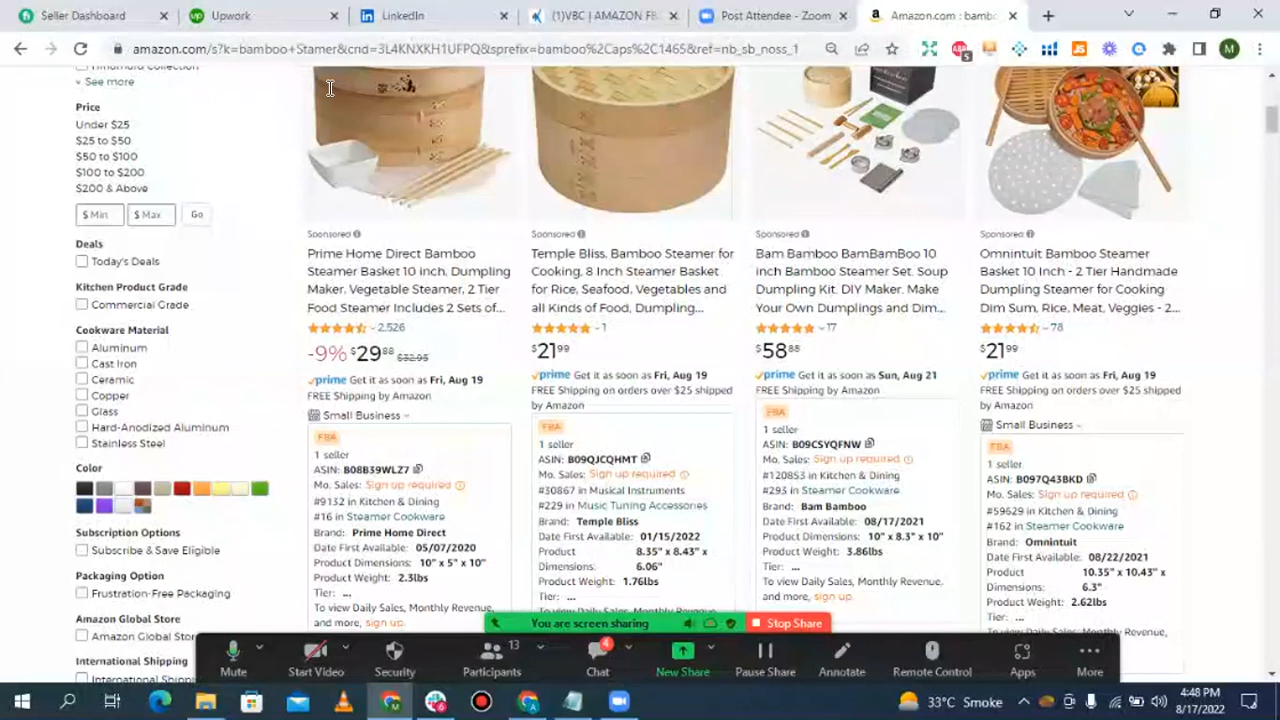 Seller Dashboard
Upwork
LinkedIn
(1)VBC | AMAZON FB
Post Attendee - Zoom
Amazon.com : bambo
amazon.com/s?k=bamboo+Stamer&crid=3L4KNXKH1UFPQ&sprefix=bamboo%2Caps%2C1465&ref=nb_sb_noss_1
5
M
See more
Price
Under $25
$25 to $50
$50 to $100
$100 to $200
$200 & Above
$ Min
$ Max
Go
Deals
Today's Deals
Kitchen Product Grade
Commercial Grade
Cookware Material
Aluminum
Cast Iron
Ceramic
Copper
Glass
Hard-Anodized Aluminum
Stainless Steel
Color
Subscription Options
Subscribe & Save Eligible
Packaging Option
Frustration-Free Packaging
Amazon Global Store
Amazon Global Stor
International Shipping
Sponsored
Prime Home Direct Bamboo
Steamer Basket 10 inch, Dumpling
Maker, Vegetable Steamer, 2 Tier
Food Steamer Includes 2 Sets of...
2,526
-9% $29 88 $32.95
prime Get it as soon as Fri, Aug 19
FREE Shipping by Amazon
Small Business
FBA
1 seller
ASIN: B08B39WLZ7
Mo. Sales: Sign up required
#9132 in Kitchen & Dining
#16 in Steamer Cookware
Brand: Prime Home Direct
Date First Available: 05/07/2020
Product Dimensions: 10" x 5" x 10"
Product Weight: 2.3lbs
Tier: ...
To view Daily Sales, Monthly Revenue,
and more, sign up.
Sponsored
Temple Bliss, Bamboo Steamer for
Cooking, 8 Inch Steamer Basket
for Rice, Seafood, Vegetables and
all Kinds of Food, Dumpling...
1
$21 99
prime Get it as soon as Fri, Aug 19
FREE Shipping on orders over $25 shipped
by Amazon
FBA
1 seller
ASIN: B09QJCQHMT
Mo. Sales: Sign up required
#30867 in Musical Instruments
#229 in Music Tuning Accessories
Brand: Temple Bliss
Date First Available: 01/15/2022
Product 8.35" x 8.43" x
Dimensions: 6.06"
Product Weight: 1.76lbs
Tier: ...
To view Daily Sales, Monthly Revenue,
Sponsored
Bam Bamboo BamBamBoo 10
inch Bamboo Steamer Set. Soup
Dumpling Kit. DIY Maker. Make
Your Own Dumplings and Dim...
17
$58 88
prime Get it as soon as Sun, Aug 21
FREE Shipping by Amazon
FBA
1 seller
ASIN: B09CSYQFNW
Mo. Sales: Sign up required
#120853 in Kitchen & Dining
#293 in Steamer Cookware
Brand: Bam Bamboo
Date First Available: 08/17/2021
Product Dimensions: 10" x 8.3" x 10"
Product Weight: 3.86lbs
Tier: ...
To view Daily Sales, Monthly Revenue,
and more, sign up.
Sponsored
Omnintuit Bamboo Steamer
Basket 10 Inch - 2 Tier Handmade
Dumpling Steamer for Cooking
Dim Sum, Rice, Meat, Veggies - 2...
78
$21 99
prime Get it as soon as Fri, Aug 19
FREE Shipping on orders over $25 shipped
by Amazon
Small Business
FBA
1 seller
ASIN: B097Q43BKD
Mo. Sales: Sign up required
#59629 in Kitchen & Dining
#162 in Steamer Cookware
Brand: Omnintuit
Date First Available: 08/22/2021
Product 10.35" x 10.43" x
Dimensions: 6.3"
Product Weight: 2.62lbs
Tier: ...
To view Daily Sales, Monthly Revenue,
You are screen sharing
Stop Share
Mute
Start Video
Security
13
Participants
4
Chat
New Share
Pause Share
Annotate
Remote Control
Apps
More
33°C Smoke
4:48 PM
8/17/2022